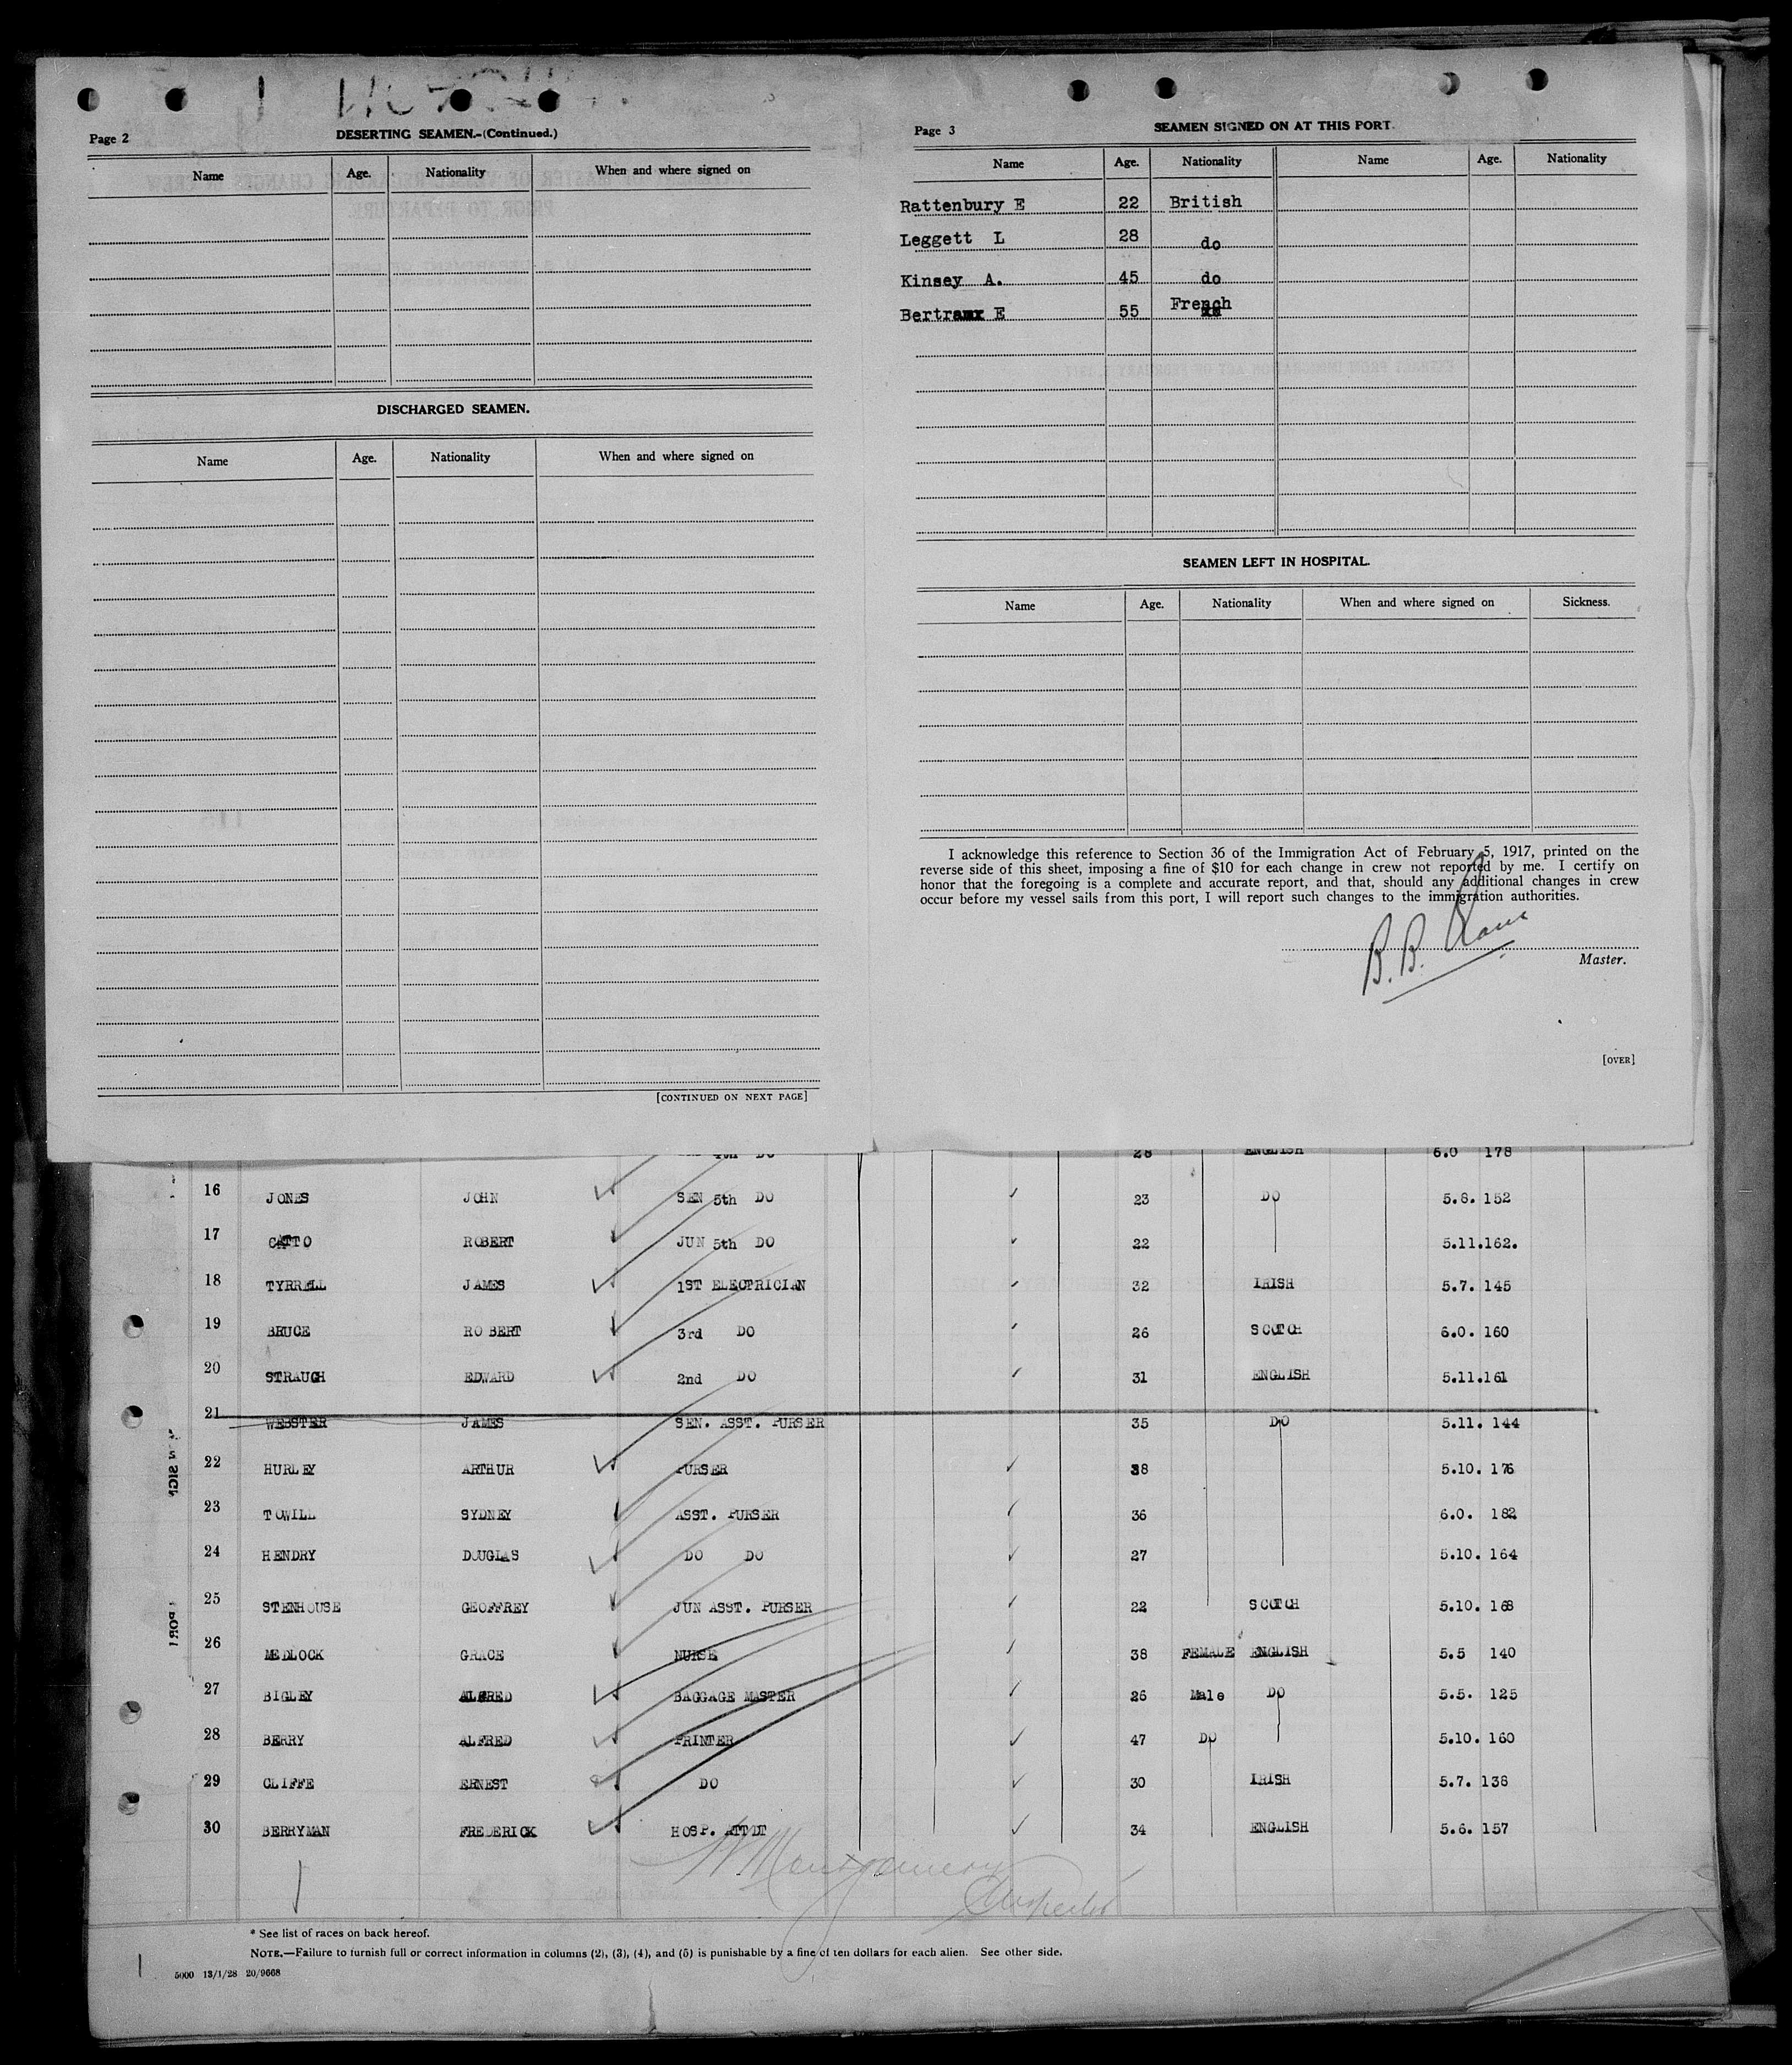 Page 2
DESERTING SEAMEN.-(Continued.)
Name Age. Nationality When and where signed on
DISCHARGED SEAMEN.
Name Age. Nationality When and where signed on
[CONTINUED ON NEXT PAGE]
Page 3
SEAMEN SIGNED ON AT THIS PORT.
Name Age. Nationality Name Age. Nationality
Rattenbury E 22 British
Leggett L 28 do
Kinsey A. 45 do
E 55 French
SEAMEN LEFT IN HOSPITAL.
Name Age. Nationality When and where signed on Sickness.
I acknowledge this reference to Section 36 of the Immigration Act of February 5, 1917, printed on the
reverse side of this sheet, imposing a fine of $10 for each change in crew not reported by me. I certify on
honor that the foregoing is a complete and accurate report, and that, should any additional changes in crew
occur before my vessel sails from this port, I will report such changes to the immigration authorities.
B. B.
Master.
[OVER]
4th DO 28 ENGLISH 6.0 178
16 JONES JOHN SEN 5th DO 23 DO 5.8. 152
17 CATTO ROBERT JUN 5th DO 22 5.11.162.
18 TYRRELL JAMES 1ST ELECTRICIAN 32 IRISH 5.7. 145
19 BRUCE ROBERT 3rd DO 26 SCOTCH 6.0. 160
20 STRAUGH EDWARD 2nd DO 31 ENGLISH 5.11.161
21 WEBSTER JAMES SEN. ASST. PURSER 35 DO 5.11. 144
22 HURLEY ARTHUR PURSER 38 5.10. 176
23 TOWILL SYDNEY ASST. PURSER 36 6.0. 182
24 HENDRY DOUGLAS DO DO 27 5.10. 164
25 STENHOUSE GEOFFREY JUN ASST. PURSER 22 SCOTCH 5.10. 168
26 MEDLOCK GRACE NURSE 38 FEMALE ENGLISH 5.5 140
27 BIGLEY ALFRED BAGGAGE MASTER 26 Male DO 5.5. 125
28 BERRY ALFRED PRINTER 47 DO 5.10. 160
29 CLIFFE ERNEST DO 30 IRISH 5.7. 138
30 BERRYMAN FREDERICK HOSP. ATTDT 34 ENGLISH 5.6. 157
Montgomery
Inspector
* See list of races on back hereof.
NOTE.—Failure to furnish full or correct information in columns (2), (3), (4), and (5) is punishable by a fine of ten dollars for each alien. See other side.
5000 13/1/28 20/9668